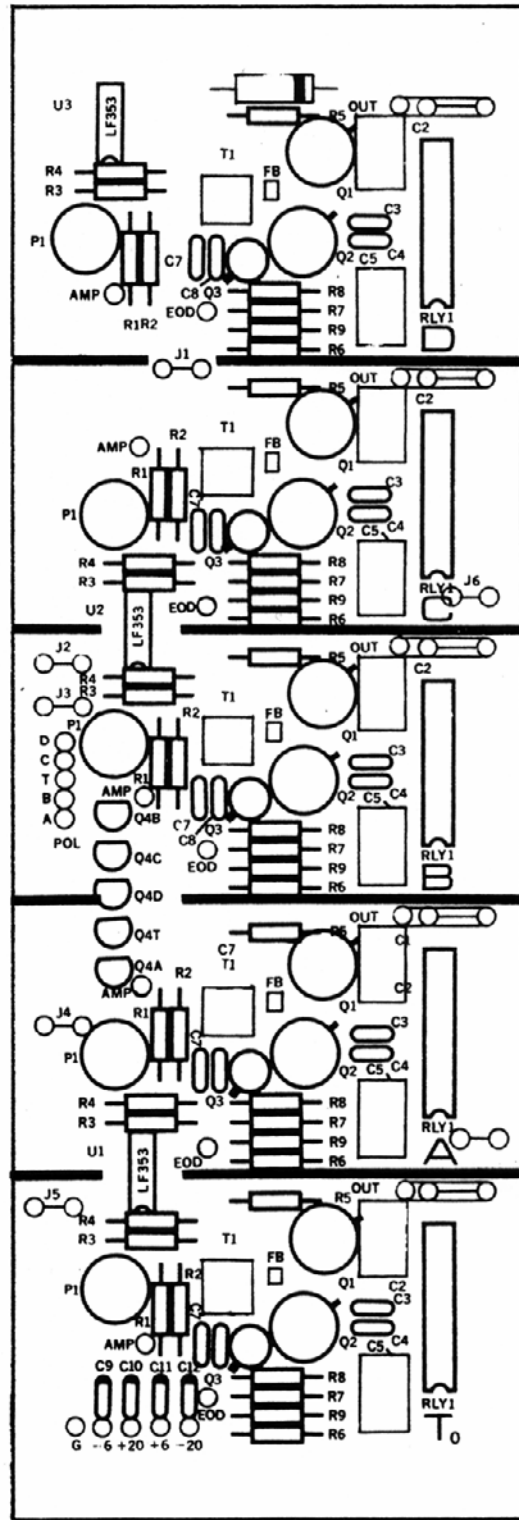 U3
LF353
R4
R3
P1
AMP
R1
R2
OUT
R5
C2
T1
FB
Q1
C3
C7
C8
Q3
Q2
C5
C4
EOD
R8
R7
R9
R6
RLY1
D
J1
OUT
R5
C2
AMP
R2
T1
FB
Q1
R1
C7
P1
C3
Q3
Q2
C5
C4
R4
R3
R8
R7
U2
LF353
EOD
R9
R6
RLY1
C
J6
J2
OUT
R5
C2
R4
R3
J3
T1
FB
Q1
P1
R2
D
C
T
B
A
POL
AMP
R1
C3
Q4B
C7
C8
Q3
Q2
C5
C4
R8
R7
R9
R6
EOD
RLY1
B
Q4C
Q4D
Q4T
Q4A
OUT
R5
C1
C7
T1
FB
Q1
C2
AMP
R2
J4
R1
C7
P1
C3
Q3
Q2
C5
C4
R4
R3
R8
R7
U1
LF353
EOD
R9
R6
RLY1
A
J5
OUT
R5
R4
R3
T1
FB
Q1
C2
P1
R2
R1
C7
C3
AMP
Q2
C5
C4
C9
C10
C11
C12
Q3
R8
R7
R9
R6
EOD
RLY1
T
O
G
-6
+20
+6
-20